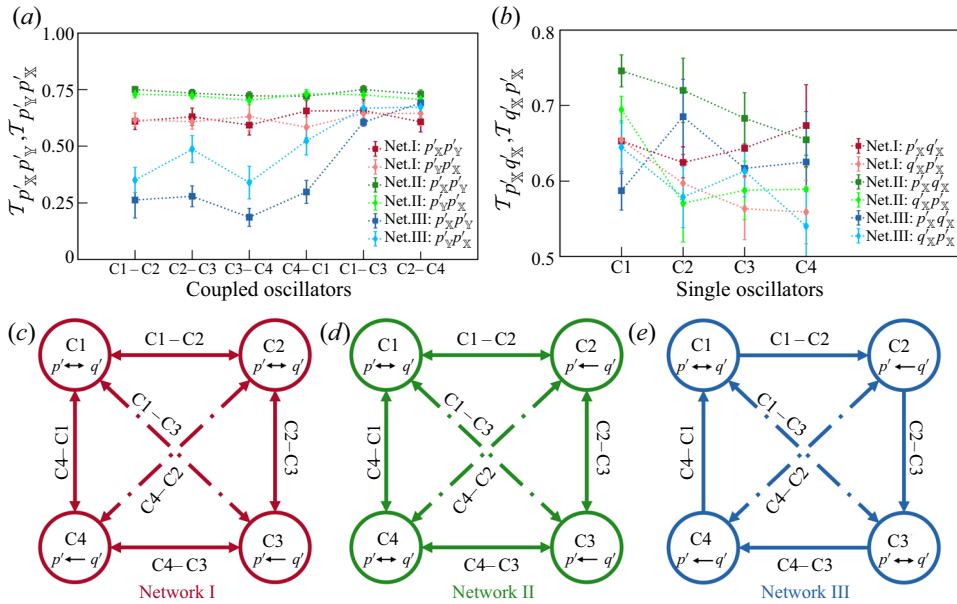 (a)
1.00
0.75
0.50
0.25
0
𝒯p′𝕏p′𝕐, 𝒯p′𝕐p′𝕏
Net.I: p′𝕏p′𝕐
Net.I: p′𝕐p′𝕏
Net.II: p′𝕏p′𝕐
Net.II: p′𝕐p′𝕏
Net.III: p′𝕏p′𝕐
Net.III: p′𝕐p′𝕏
C1−C2 C2−C3 C3−C4 C4−C1 C1−C3 C2−C4
Coupled oscillators
(b)
0.8
0.7
0.6
0.5
𝒯p′𝕏q′𝕏, 𝒯q′𝕏p′𝕏
Net.I: p′𝕏q′𝕏
Net.I: q′𝕏p′𝕏
Net.II: p′𝕏q′𝕏
Net.II: q′𝕏p′𝕏
Net.III: p′𝕏q′𝕏
Net.III: q′𝕏p′𝕏
C1 C2 C3 C4
Single oscillators
(c)
C1
p′ q′
C1−C2
C2
p′ q′
C4−C1
C1−C3
C4−C2
C2−C3
C4
p′ q′
C4−C3
C3
p′ q′
Network I
(d)
C1
p′ q′
C1−C2
C2
p′ q′
C4−C1
C1−C3
C4−C2
C2−C3
C4
p′ q′
C4−C3
C3
p′ q′
Network II
(e)
C1
p′ q′
C1−C2
C2
p′ q′
C4−C1
C1−C3
C4−C2
C2−C3
C4
p′ q′
C4−C3
C3
p′ q′
Network III